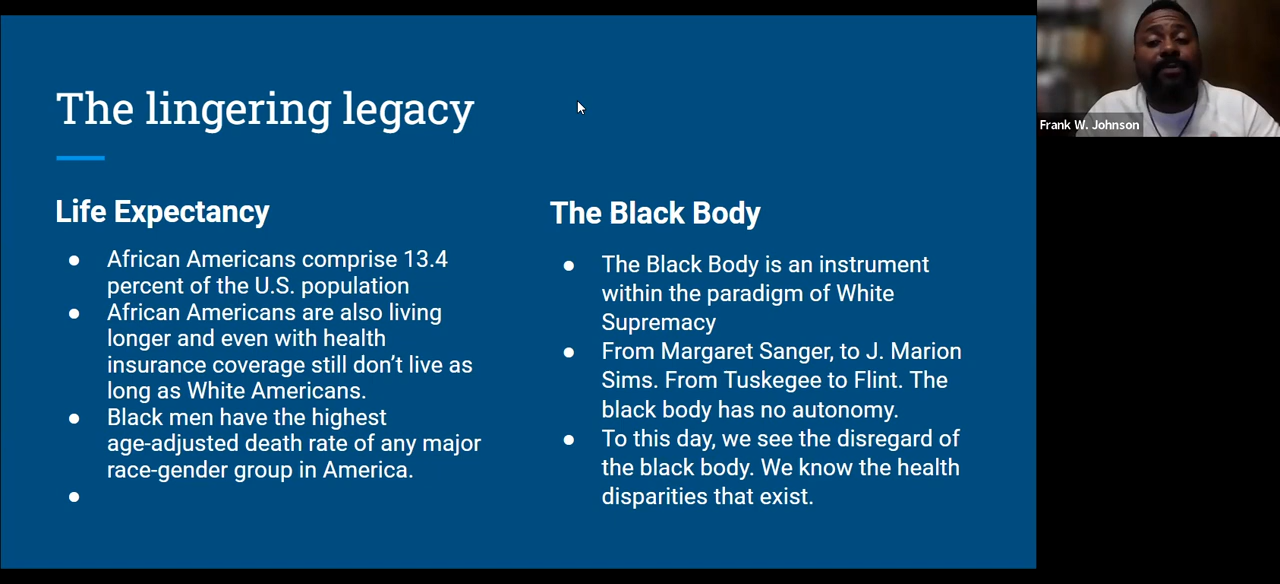 The lingering legacy
Life Expectancy
● African Americans comprise 13.4
percent of the U.S. population
● African Americans are also living
longer and even with health
insurance coverage still don’t live as
long as White Americans.
● Black men have the highest
age-adjusted death rate of any major
race-gender group in America.
●
The Black Body
● The Black Body is an instrument
within the paradigm of White
Supremacy
● From Margaret Sanger, to J. Marion
Sims. From Tuskegee to Flint. The
black body has no autonomy.
● To this day, we see the disregard of
the black body. We know the health
disparities that exist.
Frank W. Johnson